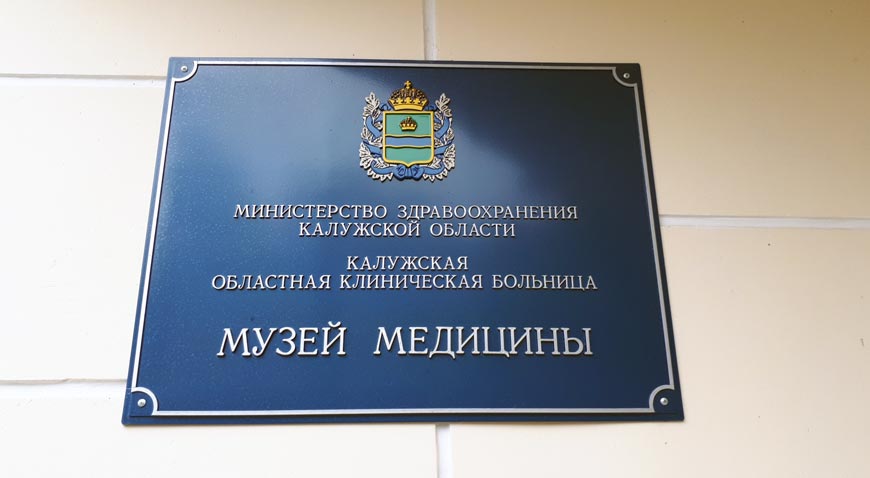 МИНИСТЕРСТВО ЗДРАВООХРАНЕНИЯ
КАЛУЖСКОЙ ОБЛАСТИ
КАЛУЖСКАЯ
ОБЛАСТНАЯ КЛИНИЧЕСКАЯ БОЛЬНИЦА
МУЗЕЙ МЕДИЦИНЫ